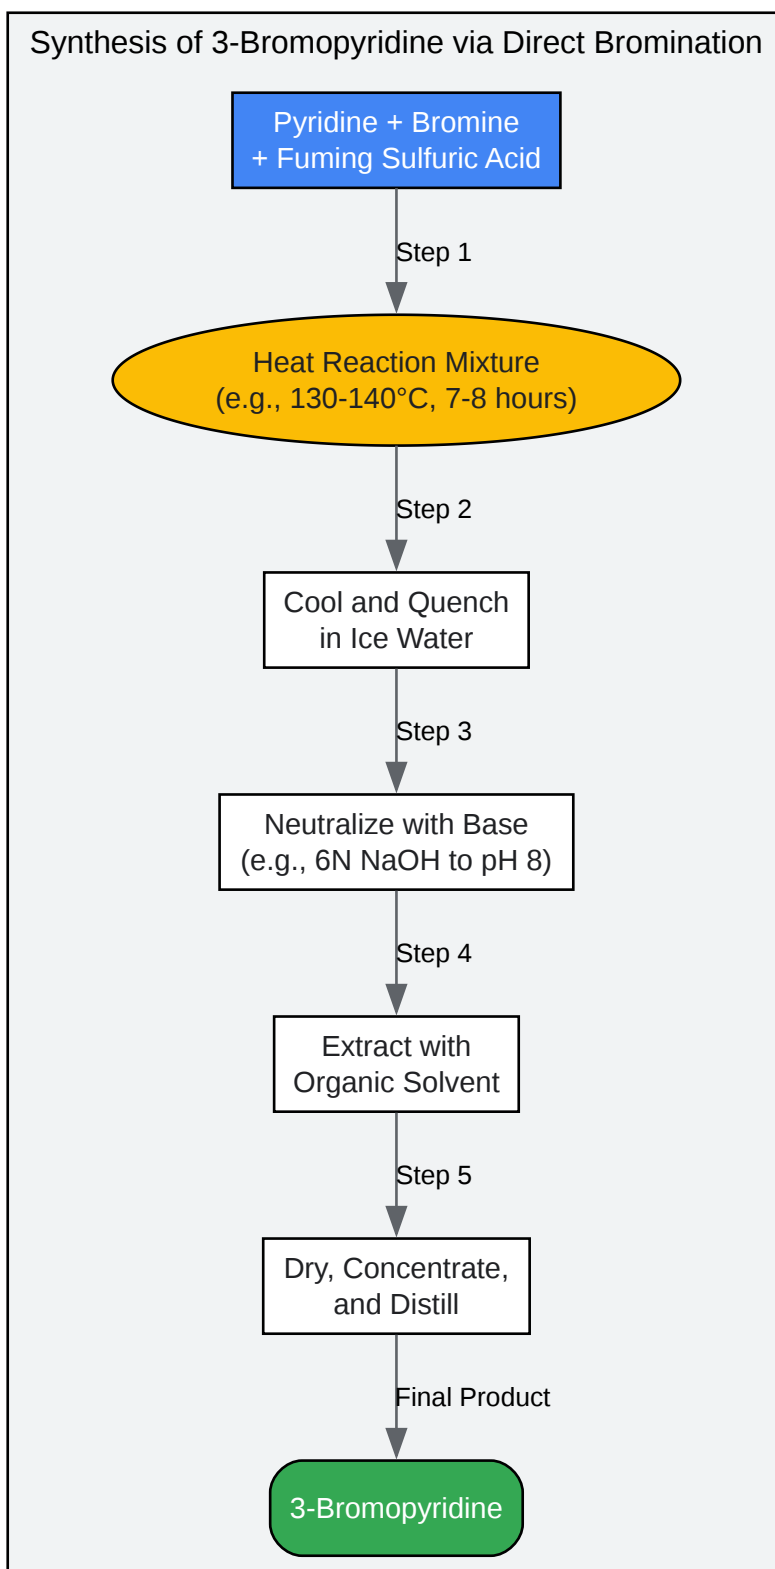 Synthesis of 3-Bromopyridine via Direct Bromination
Pyridine + Bromine
+ Fuming Sulfuric Acid
Step 1
Heat Reaction Mixture
(e.g., 130-140°C, 7-8 hours)
Step 2
Cool and Quench
in Ice Water
Step 3
Neutralize with Base
(e.g., 6N NaOH to pH 8)
Step 4
Extract with
Organic Solvent
Step 5
Dry, Concentrate,
and Distill
Final Product
3-Bromopyridine